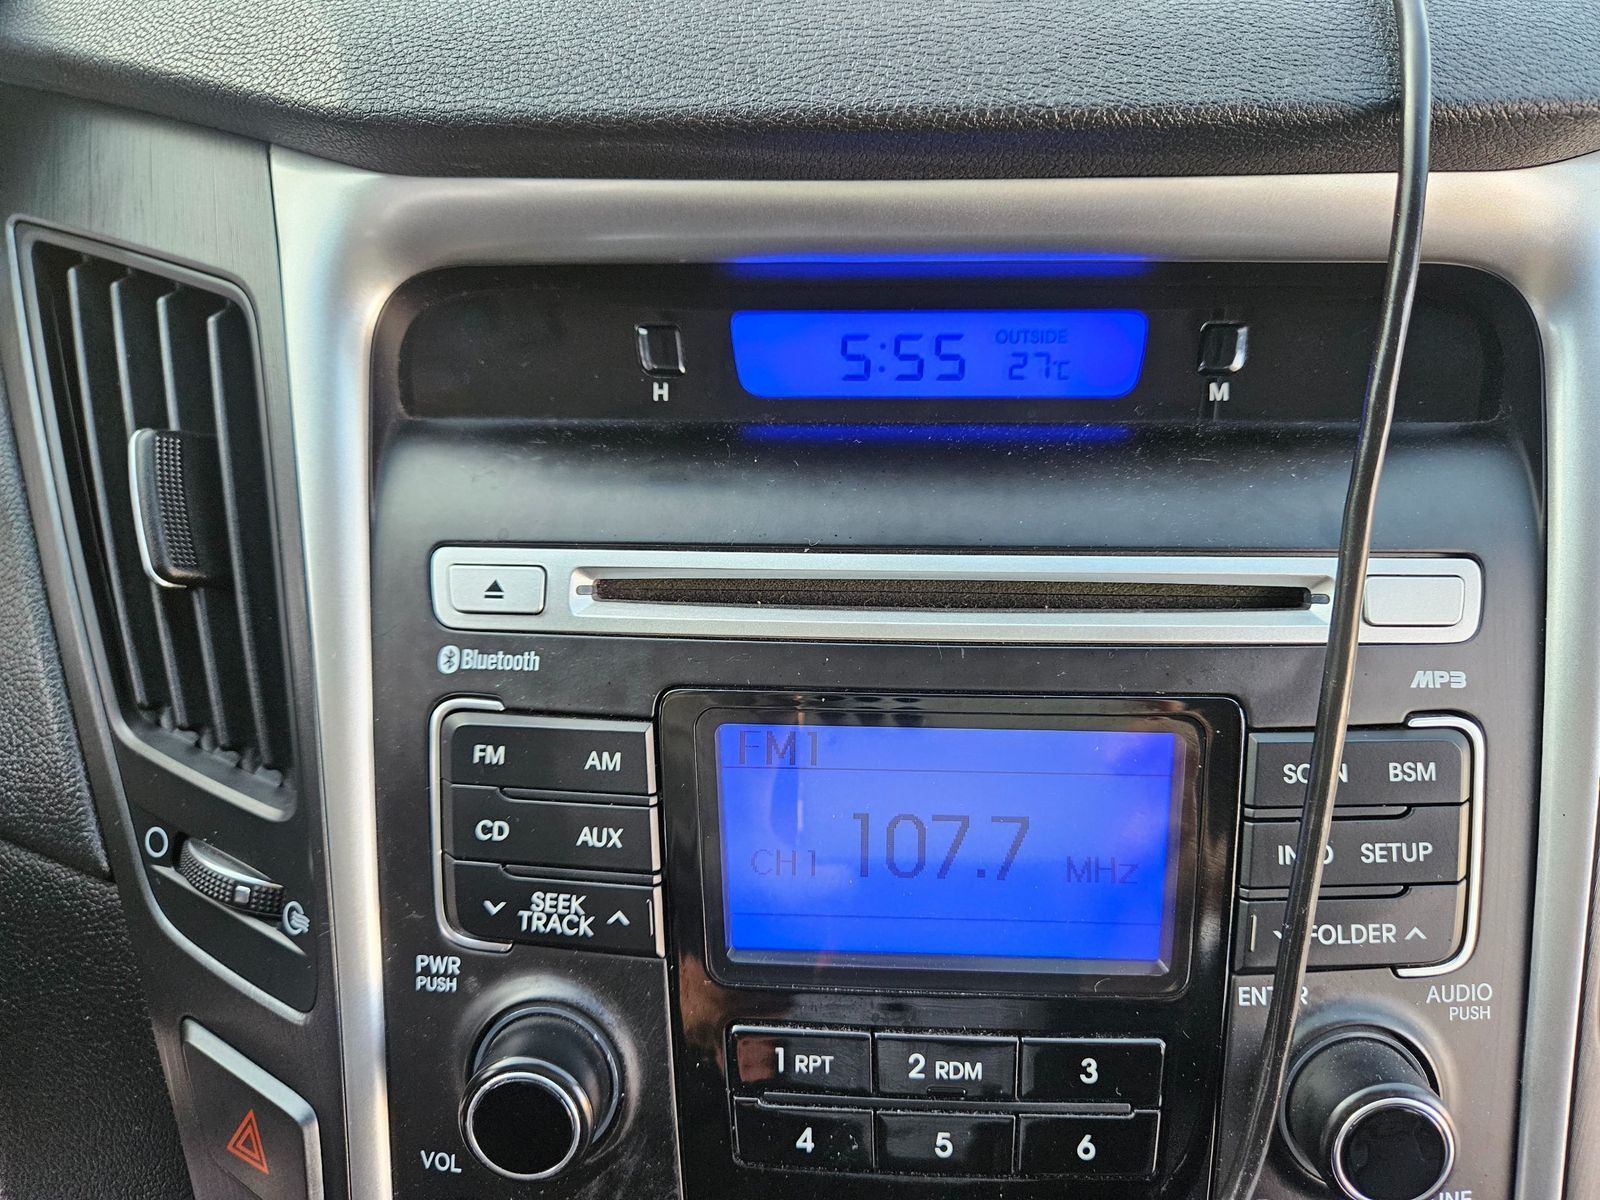 5:55 OUTSIDE 27℃
H
M
Bluetooth
MP3
FM AM
FM1
BSM
CD AUX
CH1 107.7 MHz
SETUP
SEEK
TRACK
FOLDER
PWR
PUSH
AUDIO
PUSH
1 RPT 2 RDM 3
4 5 6
VOL